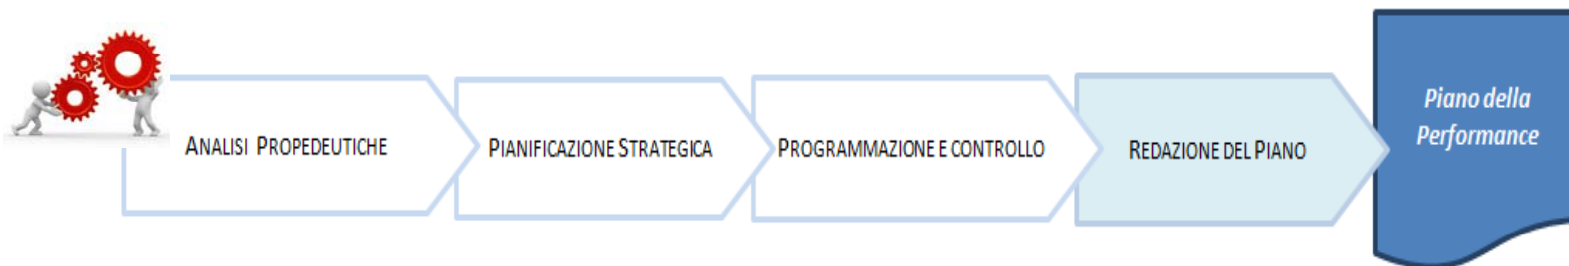 ANALISI PROPEDEUTICHE
PIANIFICAZIONE STRATEGICA
PROGRAMMAZIONE E CONTROLLO
REDAZIONE DEL PIANO
Piano della
Performance